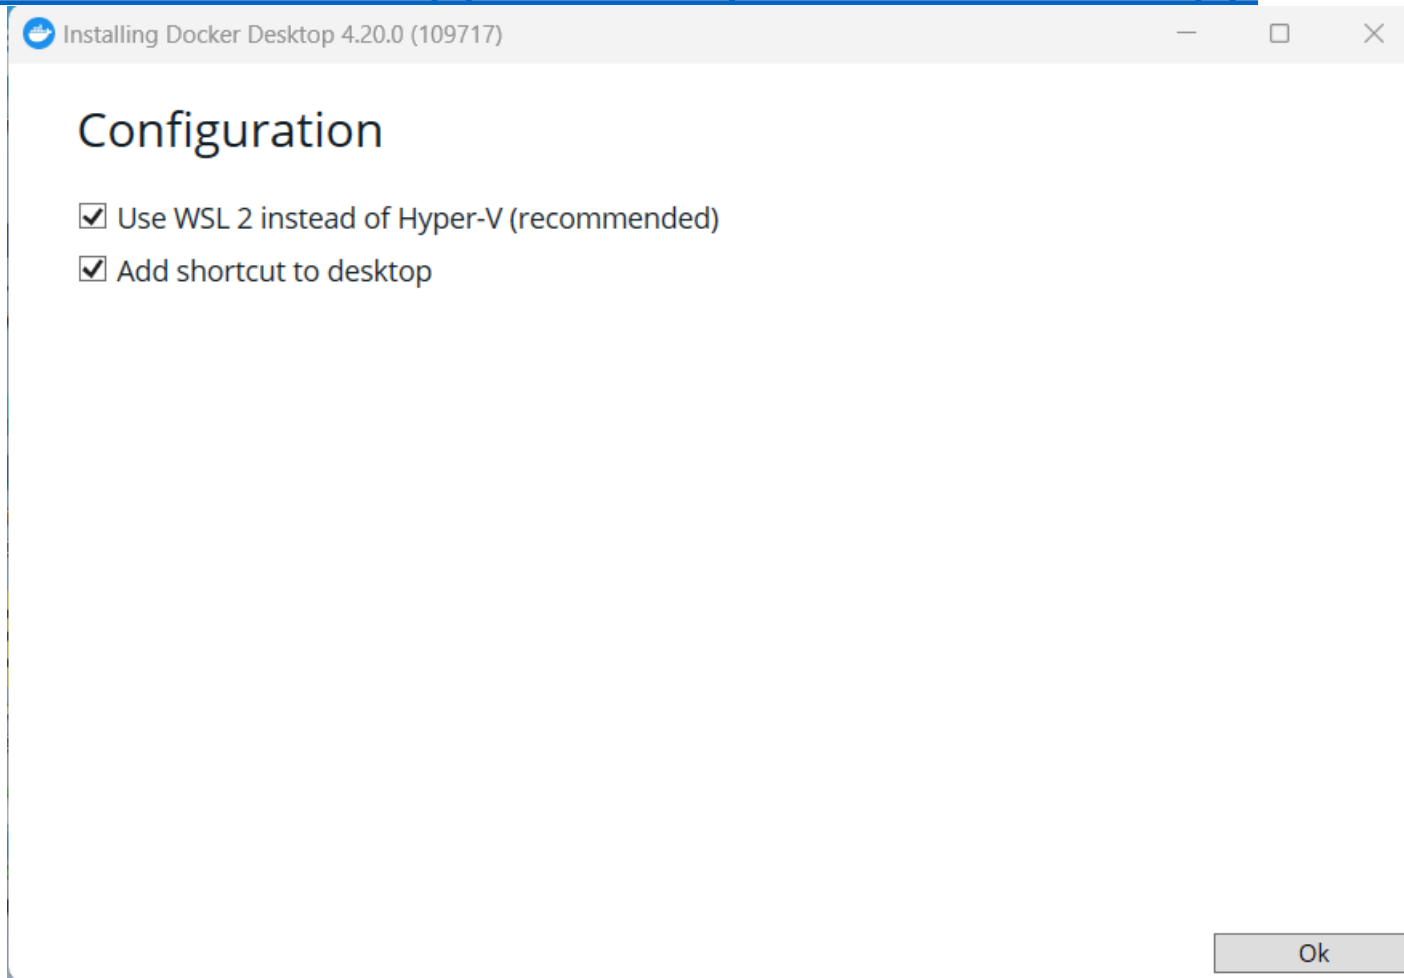 Installing Docker Desktop 4.20.0 (109717)
Configuration
Use WSL 2 instead of Hyper-V (recommended)
Add shortcut to desktop
Ok